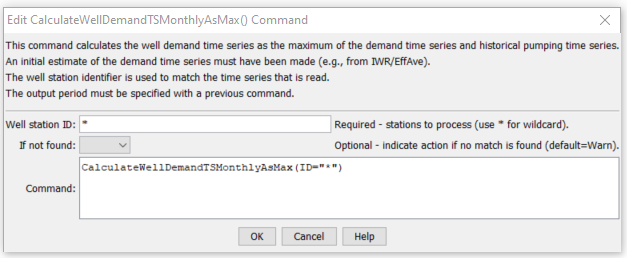 Edit CalculateWellDemandTSMonthlyAsMax() Command
This command calculates the well demand time series as the maximum of the demand time series and historical pumping time series.
An initial estimate of the demand time series must have been made (e.g., from IWR/EffAve).
The well station identifier is used to match the time series that is read.
The output period must be specified with a previous command.
Well station ID: * Required - stations to process (use * for wildcard).
If not found: Optional - indicate action if no match is found (default=Warn).
CalculateWellDemandTSMonthlyAsMax(ID="*")
Command:
OK Cancel Help